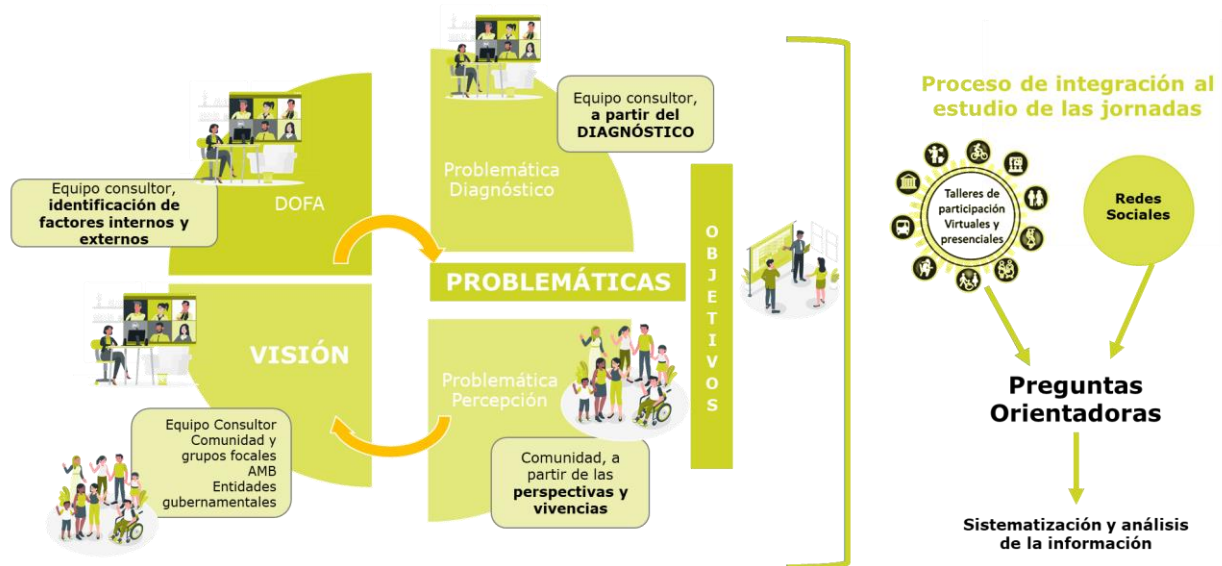 Equipo consultor,
identificación de
factores internos y
externos
DOFA
Equipo consultor,
a partir del
DIAGNÓSTICO
Problemática
Diagnóstico
PROBLEMÁTICAS
VISIÓN
Equipo Consultor
Comunidad y
grupos focales
AMB
Entidades
gubernamentales
Problemática
Percepción
Comunidad, a
partir de las
perspectivas y
vivencias
OBJETIVOS
Proceso de integración al
estudio de las jornadas
Talleres de
participación
Virtuales y
presenciales
Redes
Sociales
Preguntas
Orientadoras
Sistematización y análisis
de la información